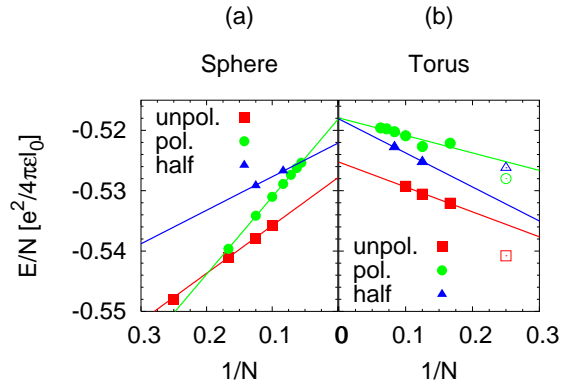 (a)
(b)
Sphere
Torus
E/N [e²/4πεl₀]
-0.52
-0.53
-0.54
-0.55
unpol.
pol.
half
unpol.
pol.
half
0.3
0.2
0.1
0
0
0.1
0.2
0.3
1/N
1/N